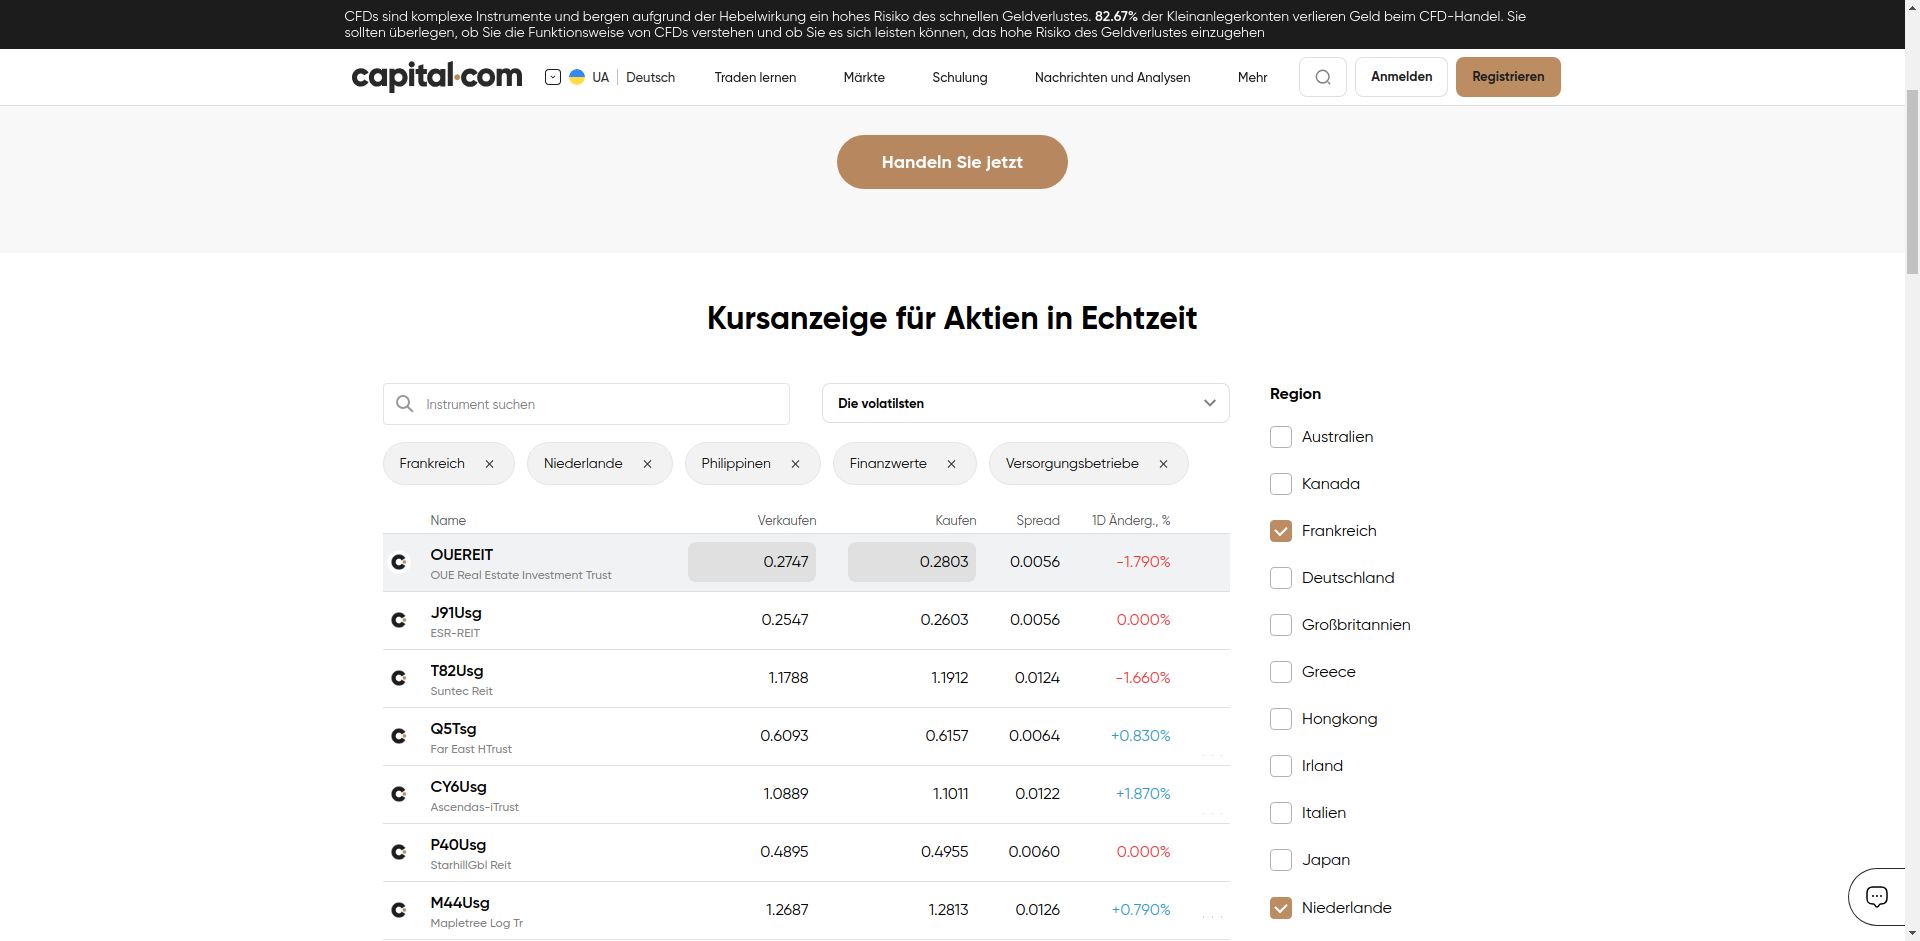 CFDs sind komplexe Instrumente und bergen aufgrund der Hebelwirkung ein hohes Risiko des schnellen Geldverlustes. 82.67% der Kleinanlegerkonten verlieren Geld beim CFD-Handel. Sie
sollten überlegen, ob Sie die Funktionsweise von CFDs verstehen und ob Sie es sich leisten können, das hohe Risiko des Geldverlustes einzugehen
capital.com UA Deutsch Traden lernen Märkte Schulung Nachrichten und Analysen Mehr Anmelden Registrieren
Handeln Sie jetzt
Kursanzeige für Aktien in Echtzeit
Instrument suchen
Die volatilsten
Frankreich Niederlande Philippinen Finanzwerte Versorgungsbetriebe
Name Verkaufen Kaufen Spread 1D Änderg., %
OUEREIT 0.2747 0.2803 0.0056 -1.790%
OUE Real Estate Investment Trust
J91Usg 0.2547 0.2603 0.0056 0.000%
ESR-REIT
T82Usg 1.1788 1.1912 0.0124 -1.660%
Suntec Reit
Q5Tsg 0.6093 0.6157 0.0064 +0.830%
Far East HTrust
CY6Usg 1.0889 1.1011 0.0122 +1.870%
Ascendas-iTrust
P40Usg 0.4895 0.4955 0.0060 0.000%
StarhillGbl Reit
M44Usg 1.2687 1.2813 0.0126 +0.790%
Mapletree Log Tr
Region
Australien
Kanada
Frankreich
Deutschland
Großbritannien
Greece
Hongkong
Irland
Italien
Japan
Niederlande